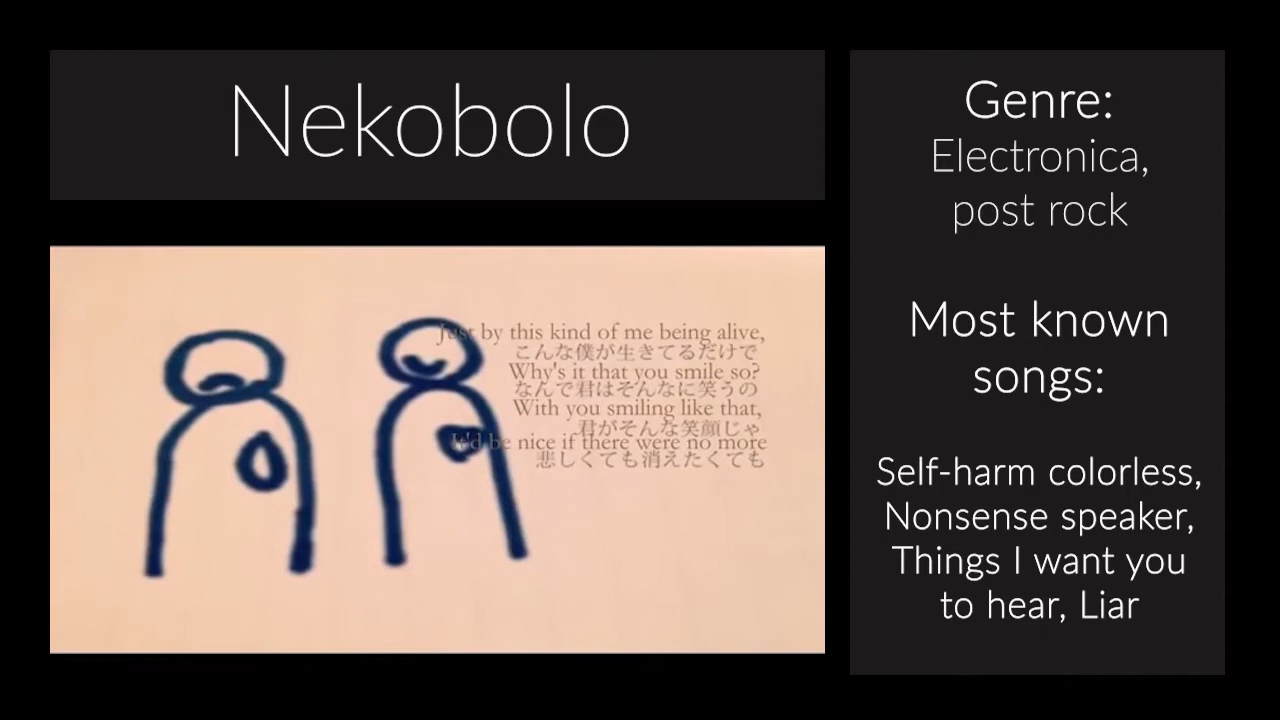 Nekobolo
Just by this kind of me being alive,
こんな僕が生きてるだけで
Why's it that you smile so?
なんで君はそんなに笑うの
With you smiling like that,
君がそんな笑顔じゃ
It'd be nice if there were no more
悲しくても消えたくても
Genre:
Electronica,
post rock
Most known
songs:
Self-harm colorless,
Nonsense speaker,
Things I want you
to hear, Liar